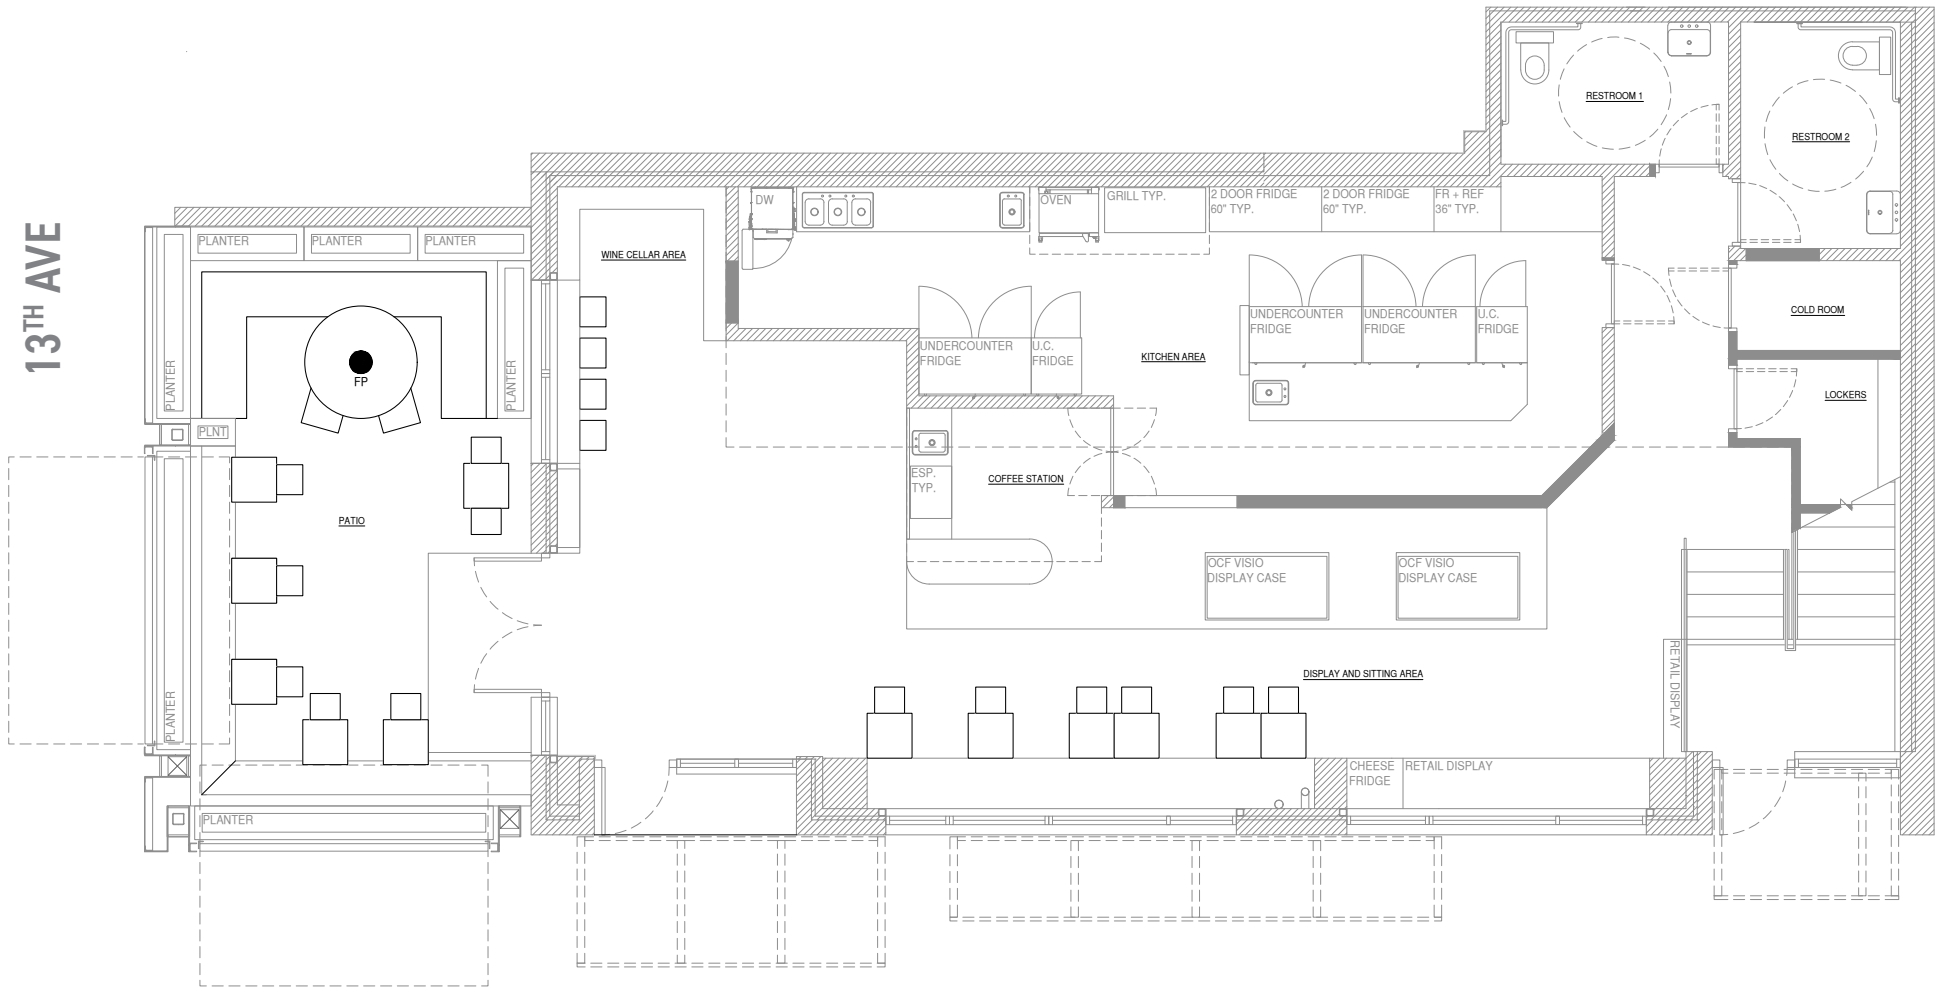 13TH AVE
RESTROOM 1
RESTROOM 2
DW
OVEN
GRILL TYP.
2 DOOR FRIDGE
60" TYP.
2 DOOR FRIDGE
60" TYP.
FR + REF
36" TYP.
PLANTER
PLANTER
PLANTER
WINE CELLAR AREA
COLD ROOM
UNDERCOUNTER
FRIDGE
UNDERCOUNTER
FRIDGE
U.C.
FRIDGE
UNDERCOUNTER
FRIDGE
U.C.
FRIDGE
KITCHEN AREA
PLANTER
FP
PLANTER
LOCKERS
PLNT
ESP.
TYP.
COFFEE STATION
PATIO
OCF VISIO
DISPLAY CASE
OCF VISIO
DISPLAY CASE
DISPLAY AND SITTING AREA
RETAIL DISPLAY
PLANTER
CHEESE
FRIDGE
RETAIL DISPLAY
PLANTER